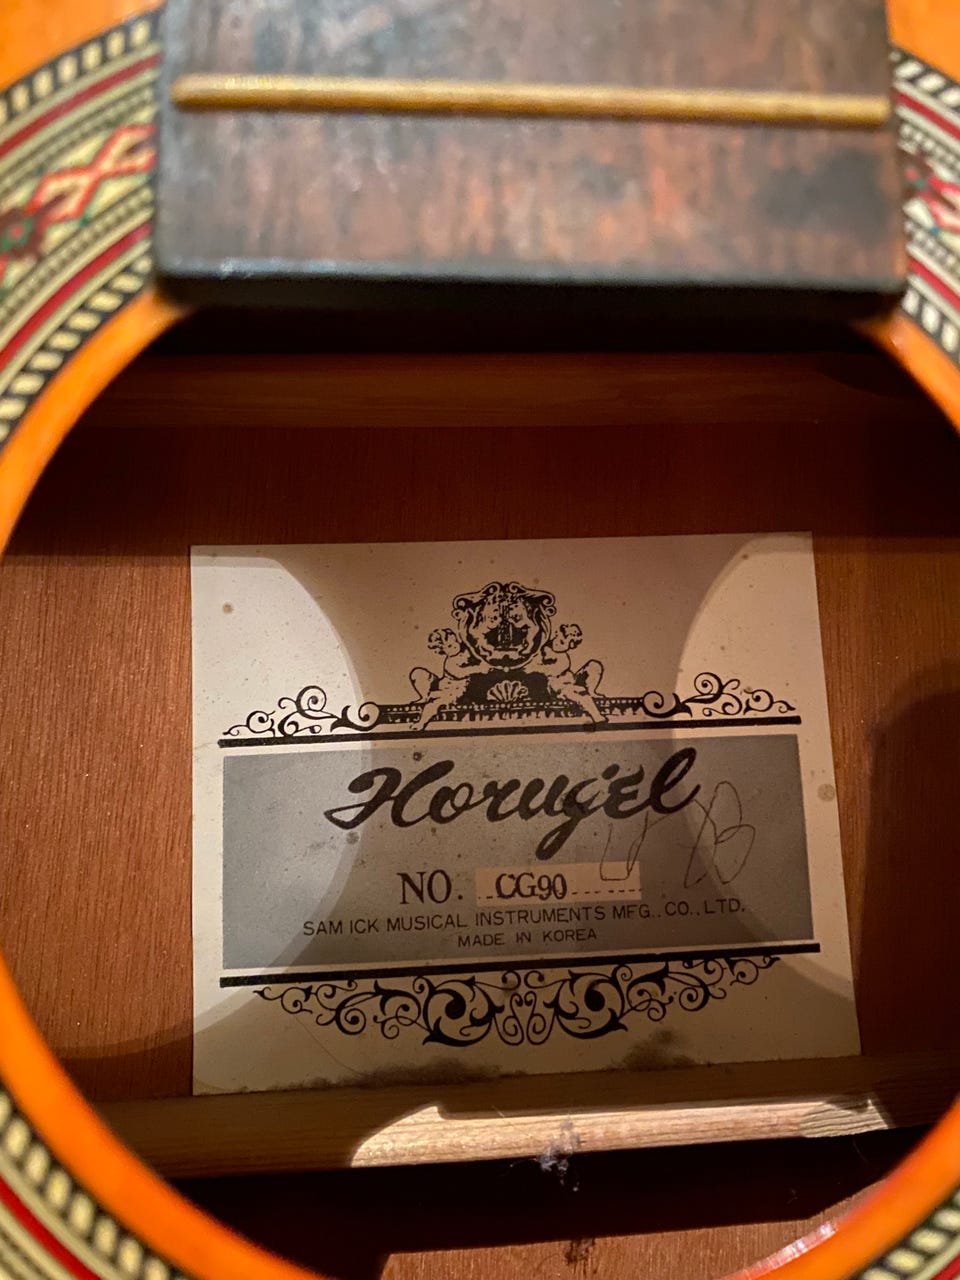 Horugel
NO. CG90
SAM ICK MUSICAL INSTRUMENTS MFG., CO., LTD.
MADE IN KOREA